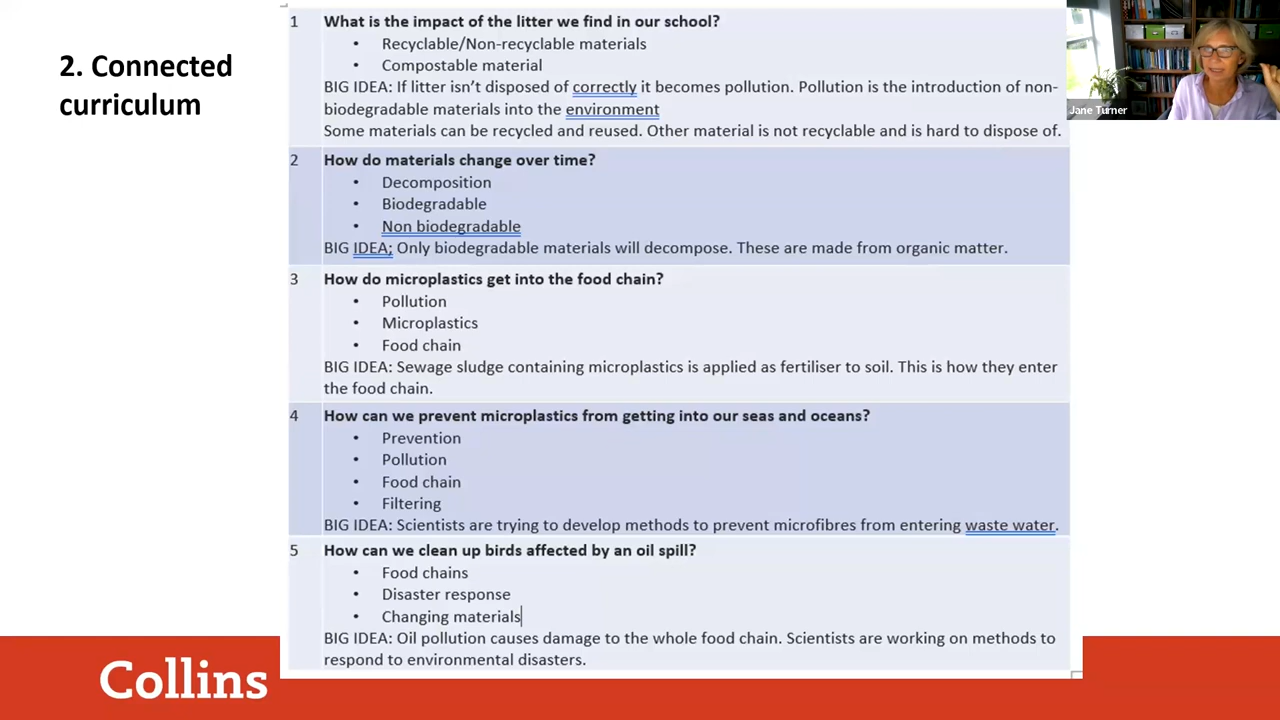 2. Connected
curriculum
1 What is the impact of the litter we find in our school?
• Recyclable/Non-recyclable materials
• Compostable material
BIG IDEA: If litter isn't disposed of correctly it becomes pollution. Pollution is the introduction of non-
biodegradable materials into the environment
Some materials can be recycled and reused. Other material is not recyclable and is hard to dispose of.
2 How do materials change over time?
• Decomposition
• Biodegradable
• Non biodegradable
BIG IDEA; Only biodegradable materials will decompose. These are made from organic matter.
3 How do microplastics get into the food chain?
• Pollution
• Microplastics
• Food chain
BIG IDEA: Sewage sludge containing microplastics is applied as fertiliser to soil. This is how they enter
the food chain.
4 How can we prevent microplastics from getting into our seas and oceans?
• Prevention
• Pollution
• Food chain
• Filtering
BIG IDEA: Scientists are trying to develop methods to prevent microfibres from entering waste water.
5 How can we clean up birds affected by an oil spill?
• Food chains
• Disaster response
• Changing materials
BIG IDEA: Oil pollution causes damage to the whole food chain. Scientists are working on methods to
respond to environmental disasters.
Jane Turner
Collins